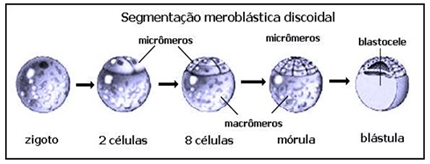 Segmentação meroblástica discoidal
micrômeros
micrômeros
blastocele
macrômeros
zigoto
2 células
8 células
mórula
blástula